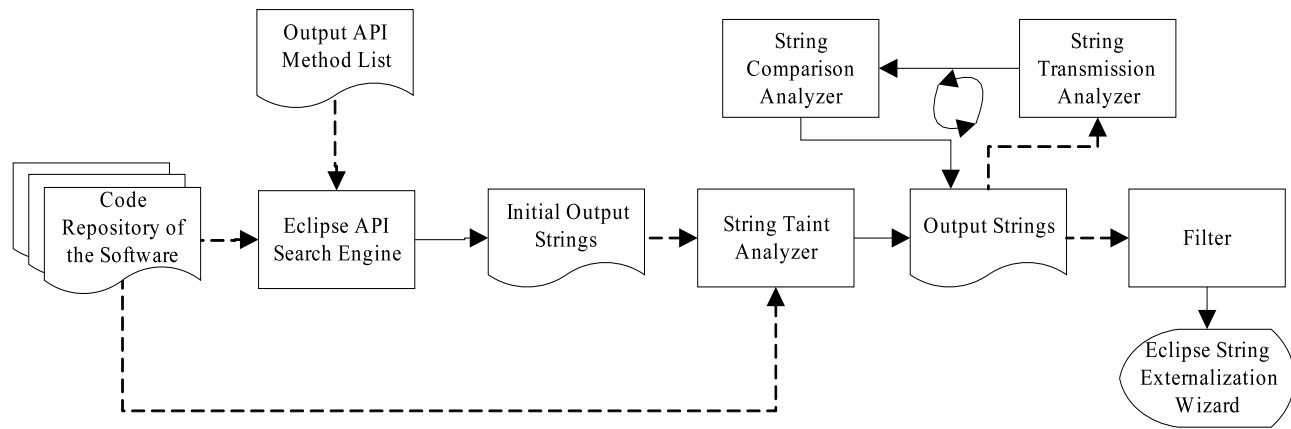 Output API
Method List
String
Comparison
Analyzer
String
Transmission
Analyzer
Code
Repository of
the Software
Eclipse API
Search Engine
Initial Output
Strings
String Taint
Analyzer
Output Strings
Filter
Eclipse String
Externalization
Wizard